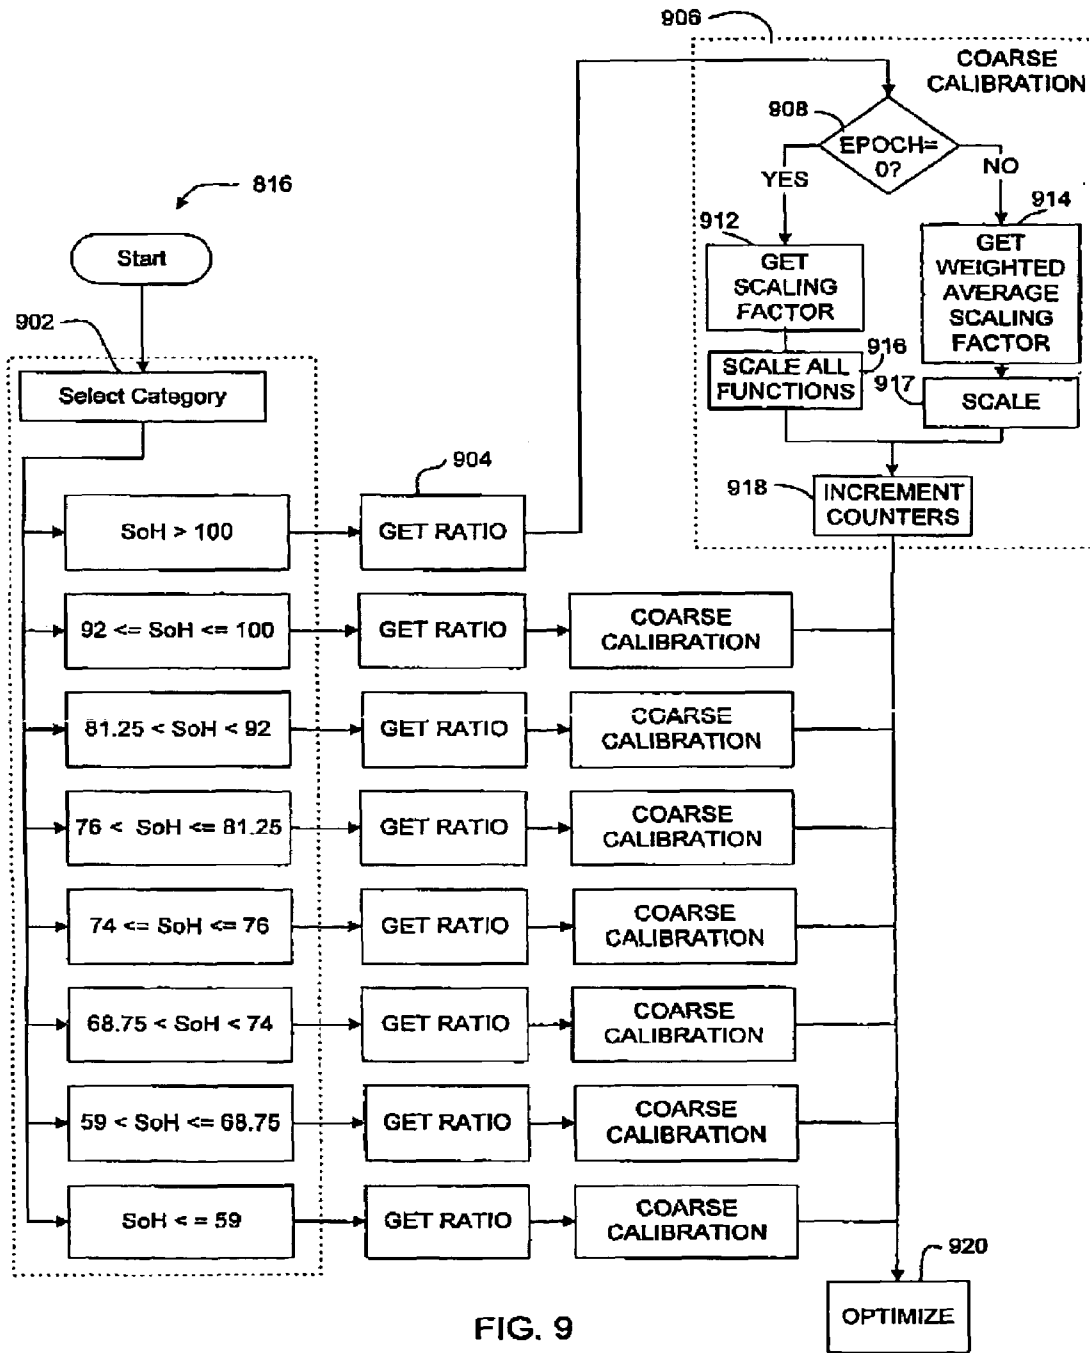 906
COARSE
CALIBRATION
908
EPOCH=
0?
YES
NO
816
Start
912
914
GET
SCALING
FACTOR
GET
WEIGHTED
AVERAGE
SCALING
FACTOR
902
Select Category
916
SCALE ALL
FUNCTIONS
917
SCALE
904
918
INCREMENT
COUNTERS
SoH > 100
GET RATIO
92 <= SoH <= 100
GET RATIO
COARSE
CALIBRATION
81.25 < SoH < 92
GET RATIO
COARSE
CALIBRATION
76 < SoH <= 81.25
GET RATIO
COARSE
CALIBRATION
74 <= SoH <= 76
GET RATIO
COARSE
CALIBRATION
68.75 < SoH < 74
GET RATIO
COARSE
CALIBRATION
59 < SoH <= 68.75
GET RATIO
COARSE
CALIBRATION
SoH < = 59
GET RATIO
COARSE
CALIBRATION
920
OPTIMIZE
FIG. 9